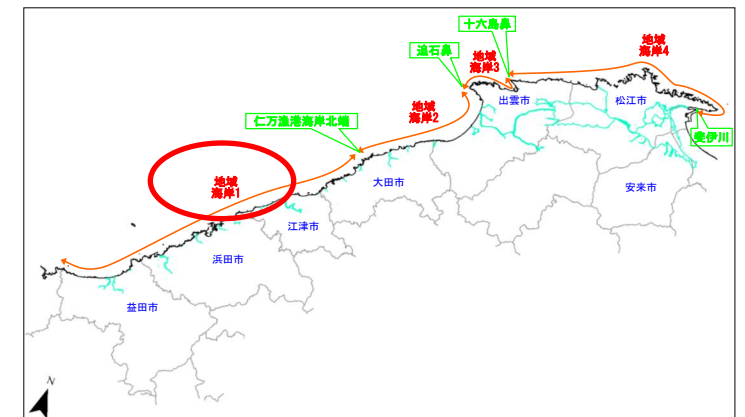 十六島鼻
追石鼻
地域
海岸3
地域
海岸4
出雲市
松江市
地域
海岸2
仁万漁港海岸北端
斐伊川
大田市
安来市
地域
海岸1
江津市
浜田市
益田市
N